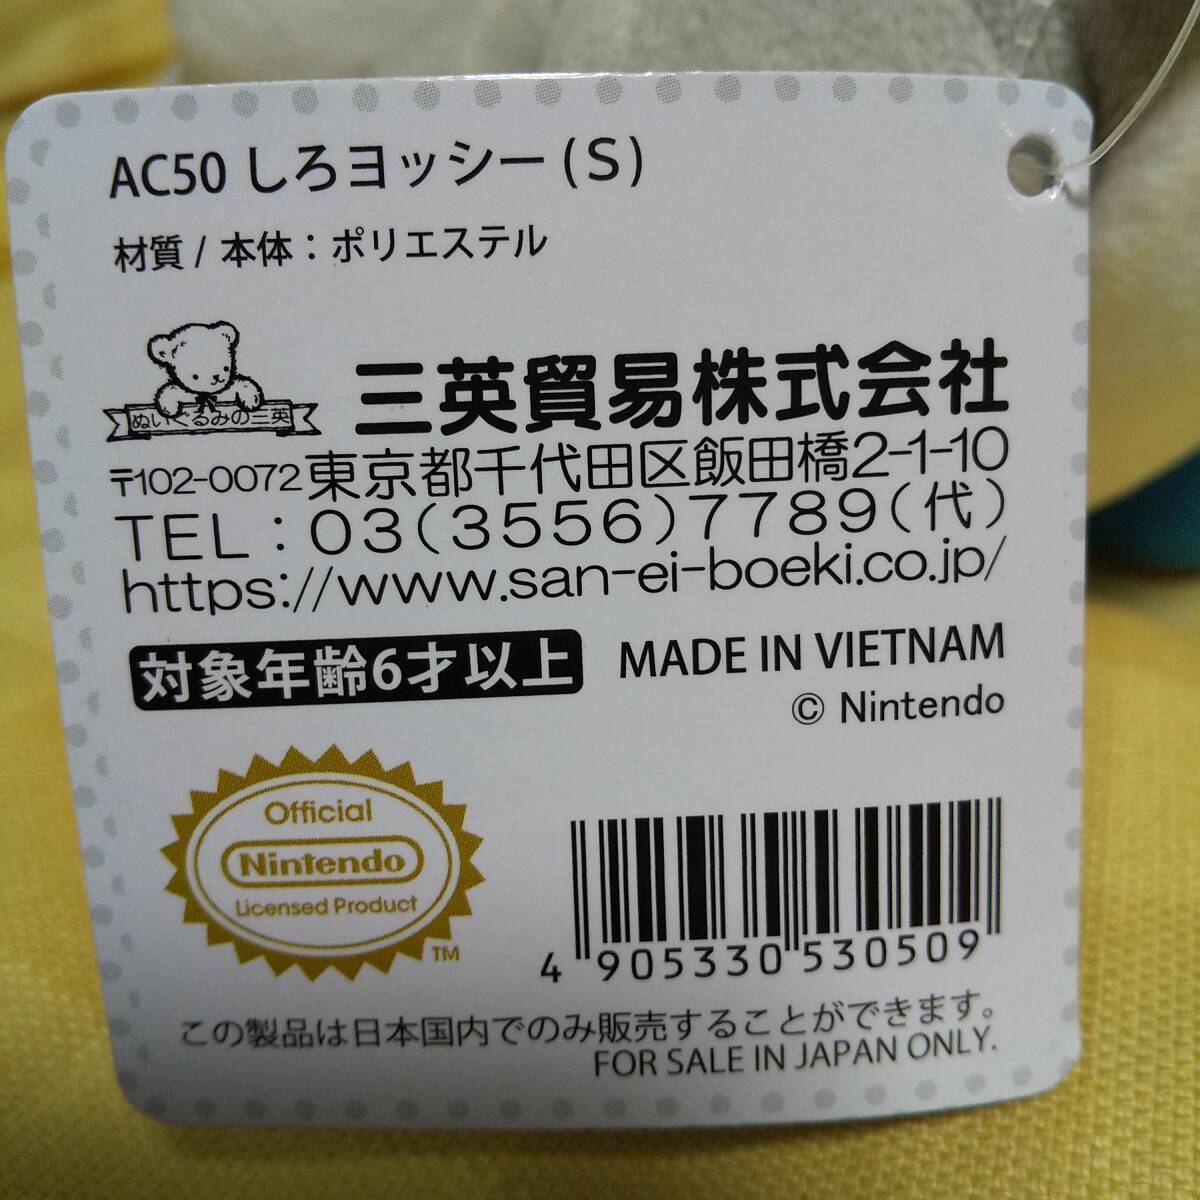 AC50 しろヨッシー(S)
材質 / 本体：ポリエステル
ぬいぐるみの三英
三英貿易株式会社
〒102-0072東京都千代田区飯田橋2-1-10
TEL：03(3556)7789(代)
https://www.san-ei-boeki.co.jp/
対象年齢6才以上
MADE IN VIETNAM
© Nintendo
Official
Nintendo
Licensed Product
TM
4 905330 530509
この製品は日本国内でのみ販売することができます。
FOR SALE IN JAPAN ONLY.